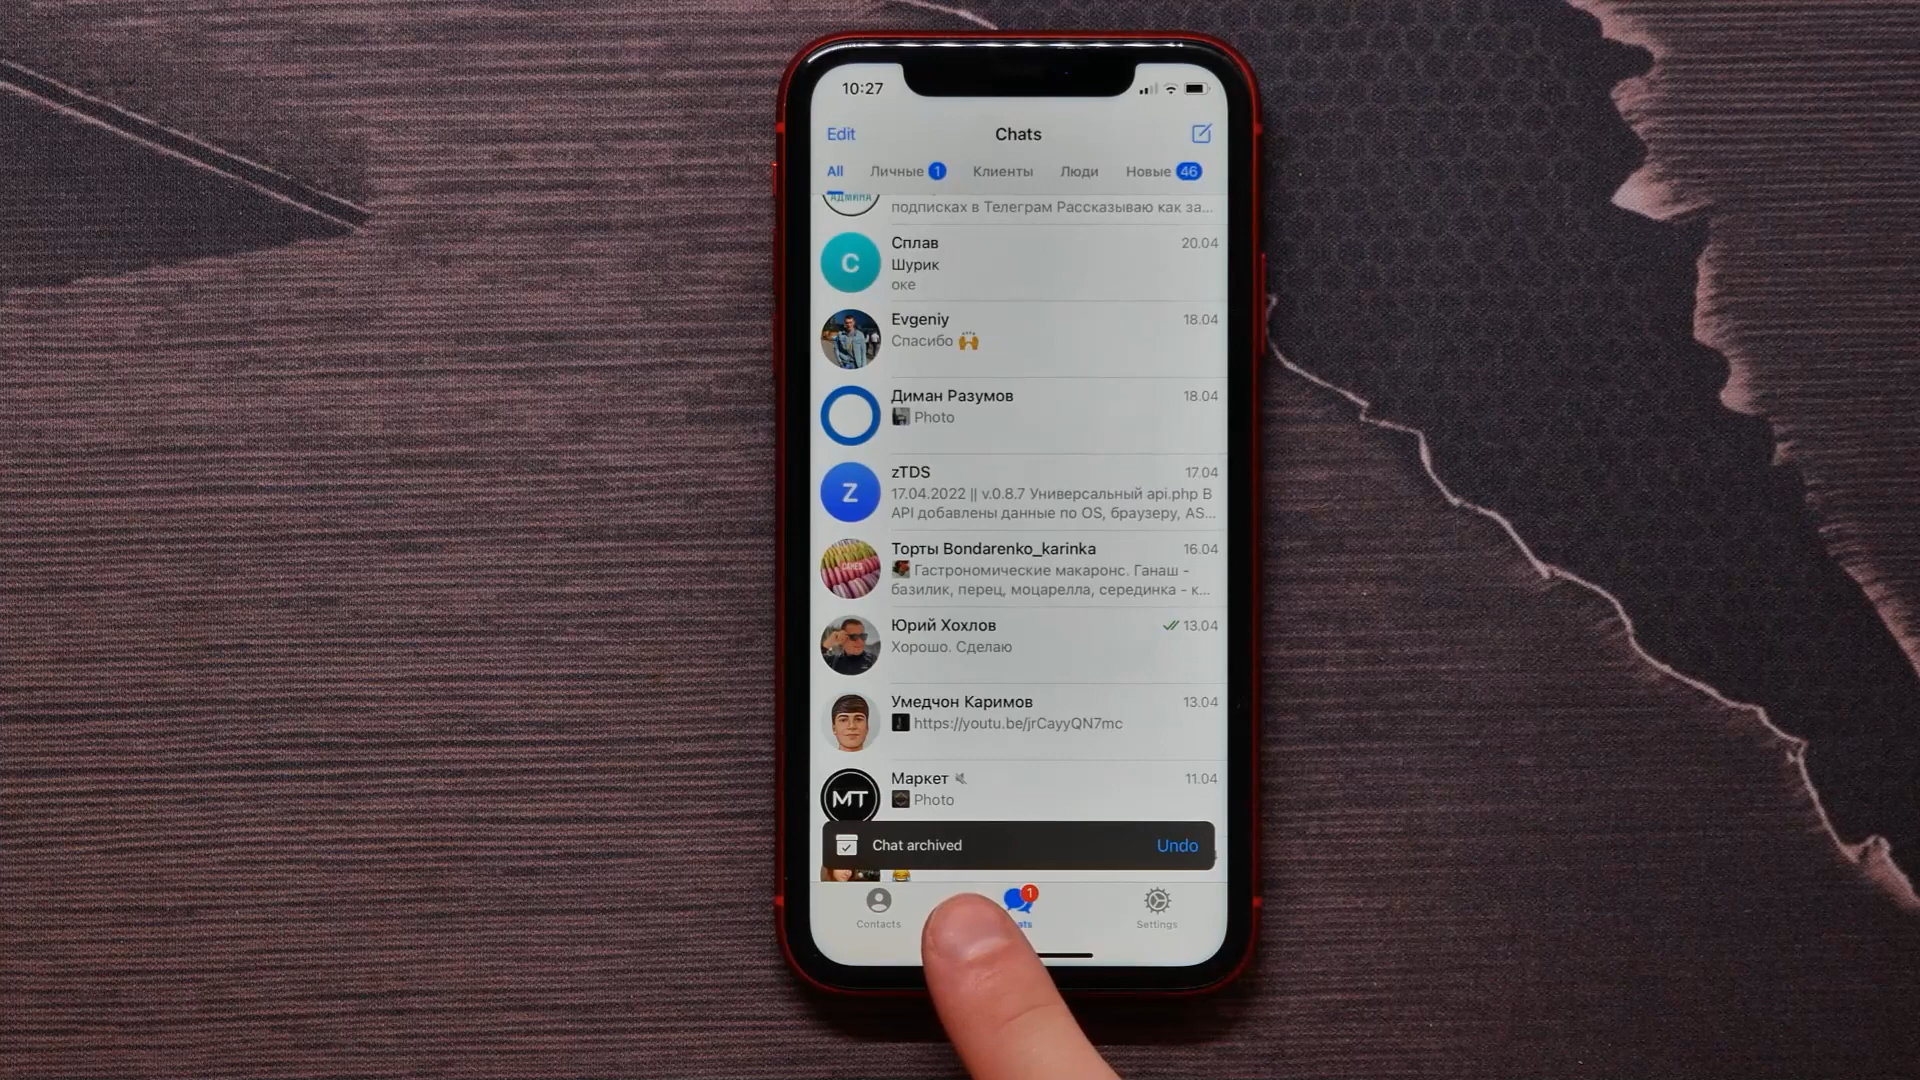 10:27
Edit
Chats
All
Личные 1
Клиенты
Люди
Новые 46
АДМИНА
подписках в Телеграм Рассказываю как за...
С
Сплав
20.04
Шурик
оке
Evgeniy
18.04
Спасибо 🙌
Диман Разумов
18.04
Photo
Z
zTDS
17.04
17.04.2022 || v.0.8.7 Универсальный api.php В
API добавлены данные по OS, браузеру, AS...
CAKES
Торты Bondarenko_karinka
16.04
Гастрономические макаронс. Ганаш -
базилик, перец, моцарелла, серединка - к...
Юрий Хохлов
13.04
Хорошо. Сделаю
Умедчон Каримов
13.04
https://youtu.be/jrCayyQN7mc
MT
Маркет
11.04
Photo
Chat archived
Undo
1
Contacts
ats
Settings